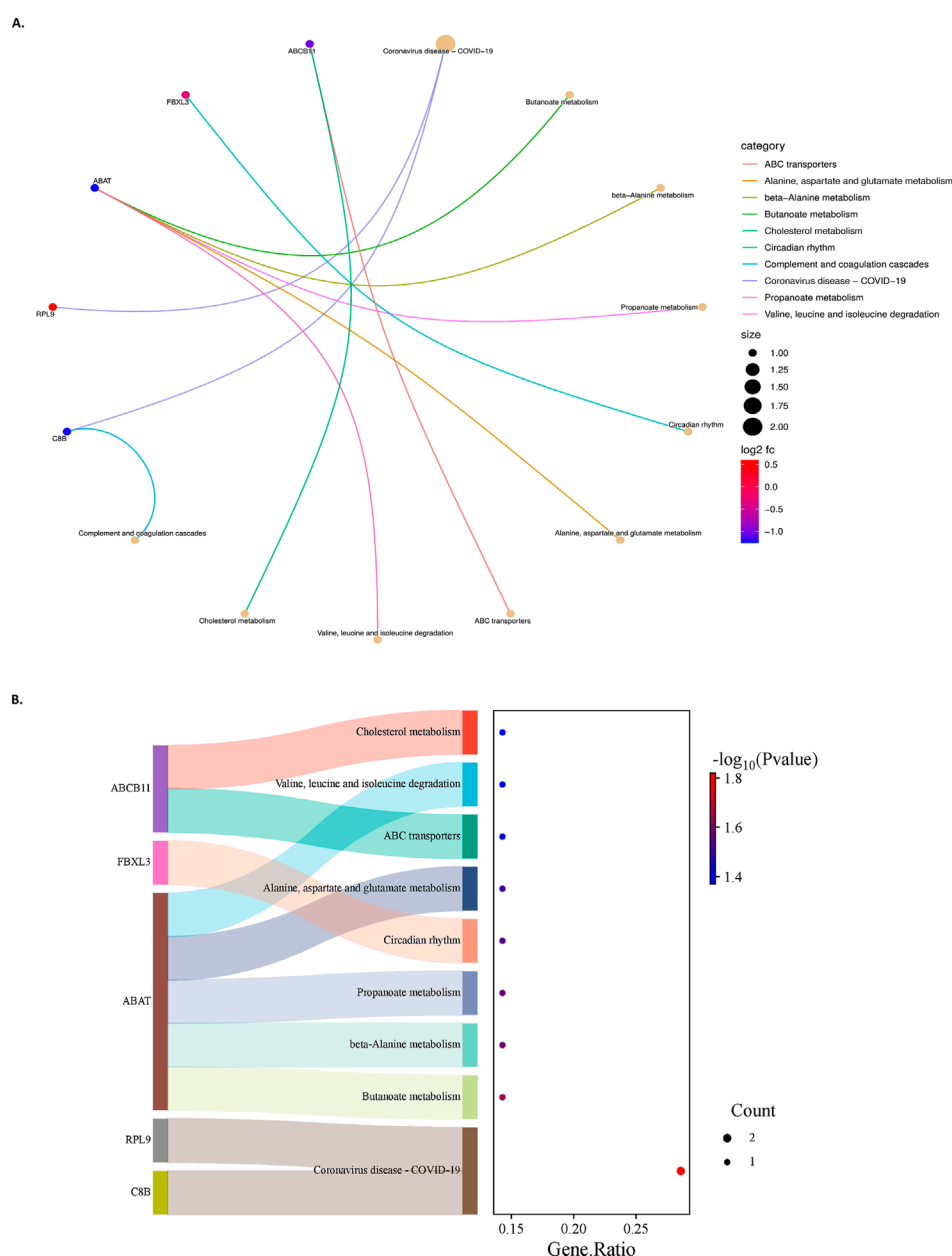 A.
ABCB11
Coronavirus disease − COVID−19
FBXL3
Butanoate metabolism
ABAT
beta−Alanine metabolism
RPL9
Propanoate metabolism
C8B
Circadian rhythm
Complement and coagulation cascades
Alanine, aspartate and glutamate metabolism
Cholesterol metabolism
Valine, leucine and isoleucine degradation
ABC transporters
category
ABC transporters
Alanine, aspartate and glutamate metabolism
beta−Alanine metabolism
Butanoate metabolism
Cholesterol metabolism
Circadian rhythm
Complement and coagulation cascades
Coronavirus disease − COVID−19
Propanoate metabolism
Valine, leucine and isoleucine degradation
size
1.00
1.25
1.50
1.75
2.00
log2 fc
0.5
0.0
−0.5
−1.0
B.
ABCB11
FBXL3
ABAT
RPL9
C8B
Cholesterol metabolism
Valine, leucine and isoleucine degradation
ABC transporters
Alanine, aspartate and glutamate metabolism
Circadian rhythm
Propanoate metabolism
beta-Alanine metabolism
Butanoate metabolism
Coronavirus disease - COVID-19
0.15 0.20 0.25
Gene.Ratio
-log10(Pvalue)
1.8
1.6
1.4
Count
2
1